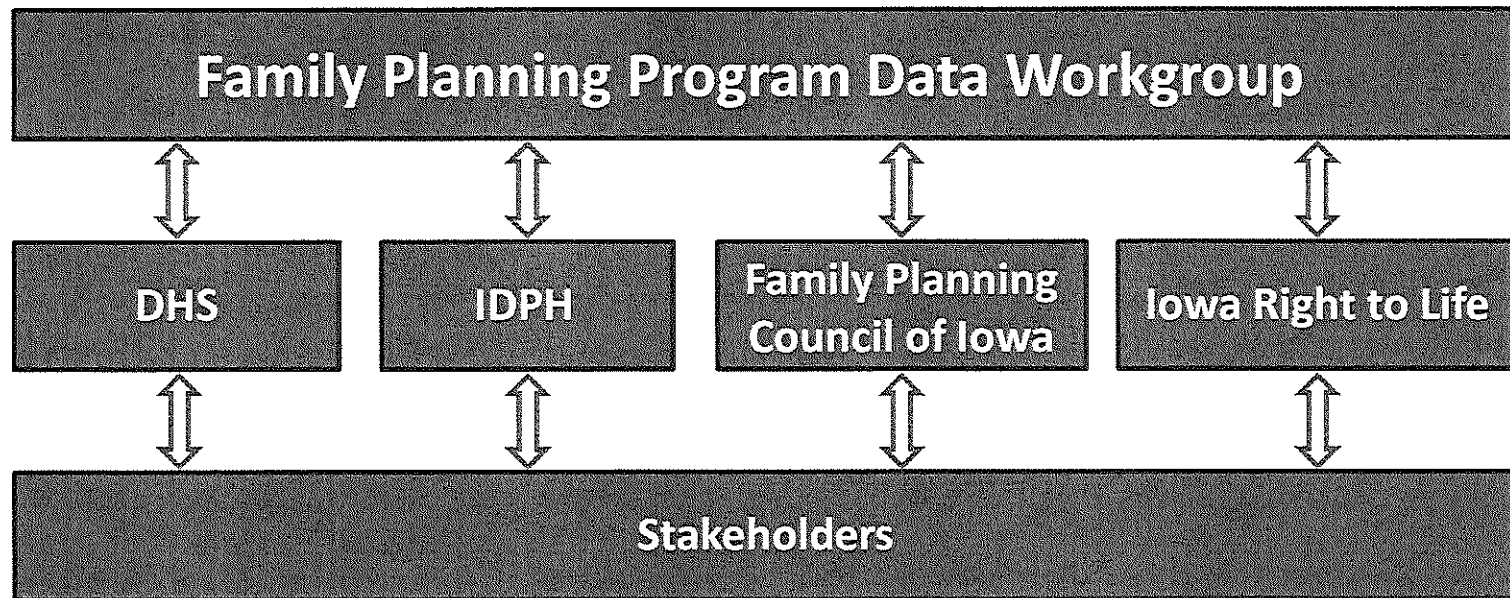 Family Planning Program Data Workgroup
DHS
IDPH
Family Planning
Council of Iowa
Iowa Right to Life
Stakeholders